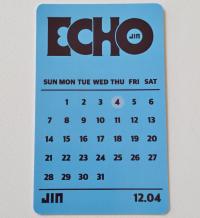 ECHO
JIN
SUN MON TUE WED THU FRI SAT
1 2 3 4 5 6
7 8 9 10 11 12 13
14 15 16 17 18 19 20
21 22 23 24 25 26 27
28 29 30 31
JIN 12.04